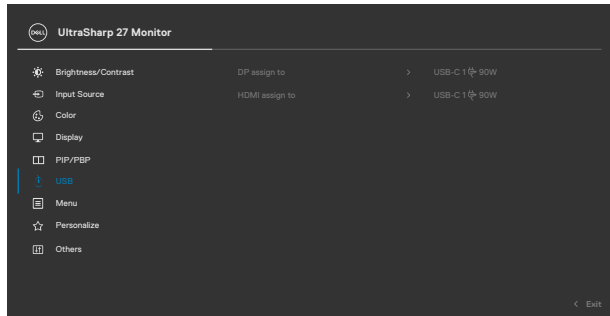 DELL UltraSharp 27 Monitor
Brightness/Contrast DP assign to > USB-C 1 90W
Input Source HDMI assign to > USB-C 1 90W
Color
Display
PIP/PBP
USB
Menu
Personalize
Others
< Exit